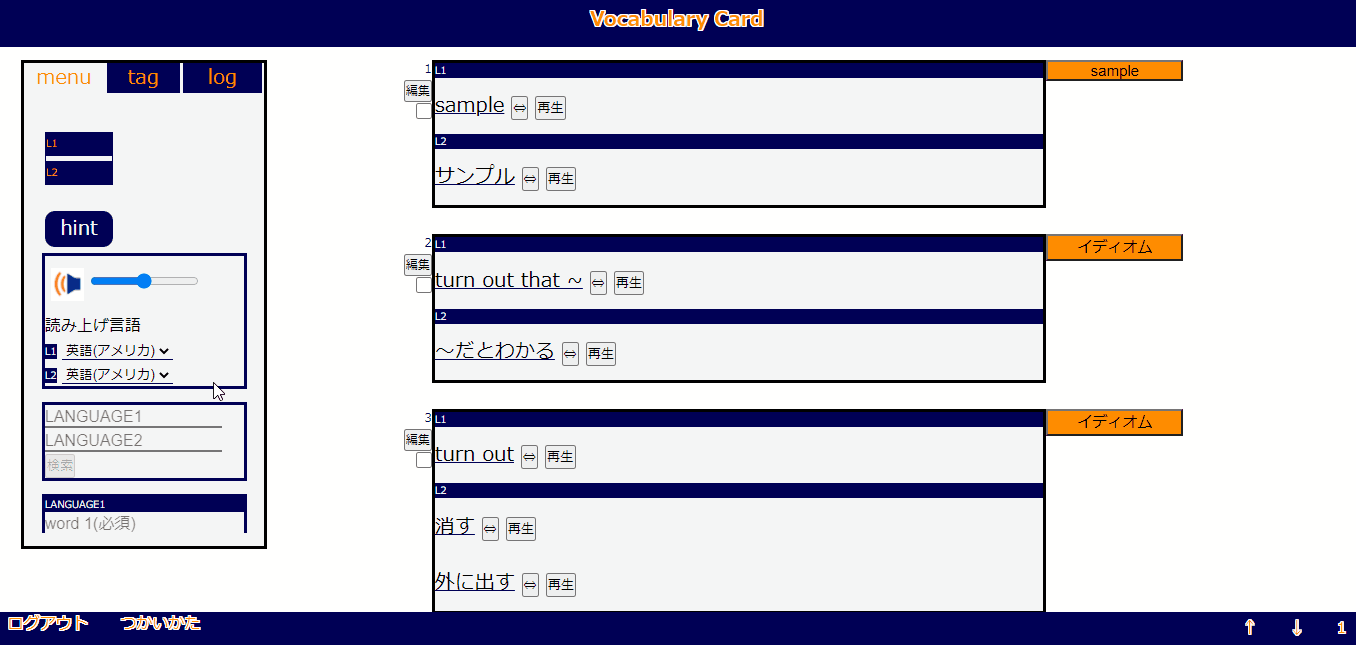 Vocabulary Card
menu tag log
L1
L2
hint
読み上げ言語
L1 英語(アメリカ)
L2 英語(アメリカ)
LANGUAGE1
LANGUAGE2
検索
LANGUAGE1
word 1(必須)
1 L1 sample
編集
sample ⇔ 再生
L2
サンプル ⇔ 再生
2 L1 イディオム
編集
turn out that ~ ⇔ 再生
L2
～だとわかる ⇔ 再生
3 L1 イディオム
編集
turn out ⇔ 再生
L2
消す ⇔ 再生
外に出す ⇔ 再生
ログアウト つかいかた ↑ ↓ 1